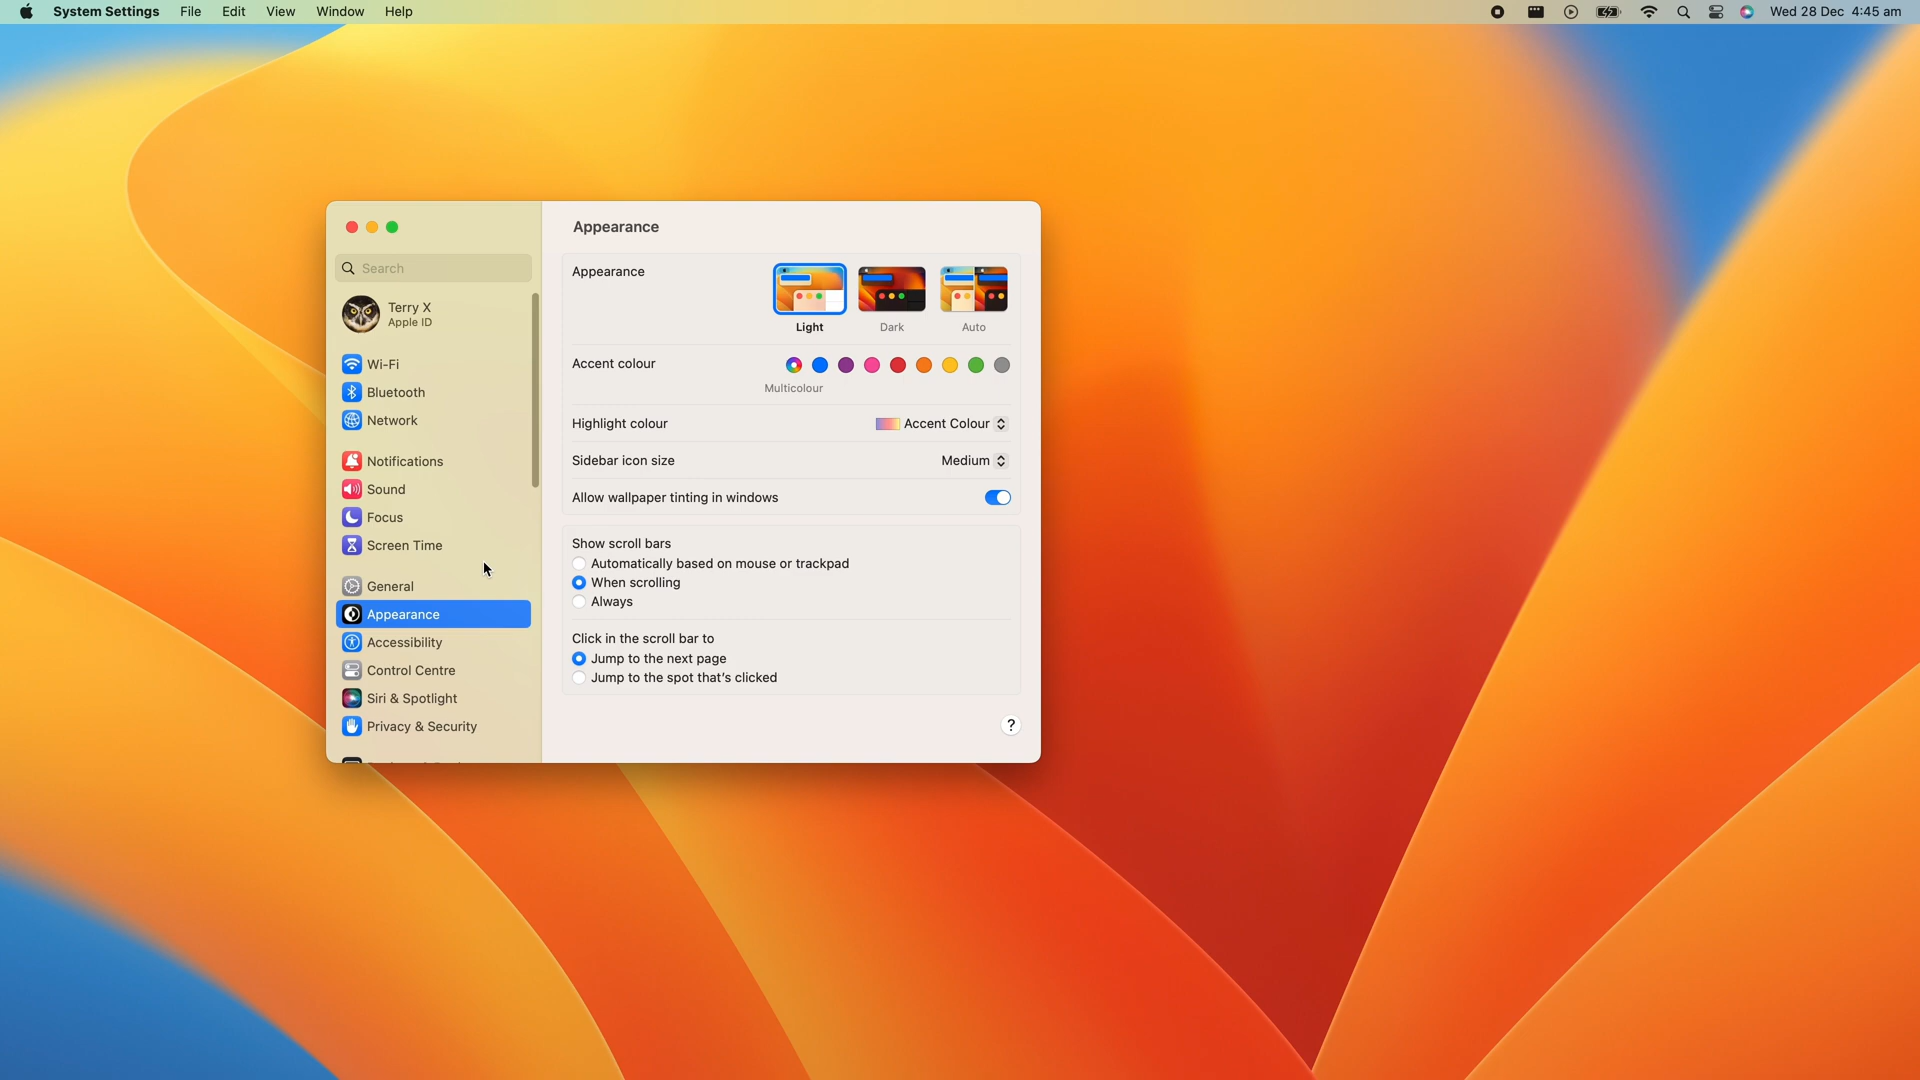 System Settings File Edit View Window Help Wed 28 Dec 4:45 am
Search
Terry X
Apple ID
Wi-Fi
Bluetooth
Network
Notifications
Sound
Focus
Screen Time
General
Appearance
Accessibility
Control Centre
Siri & Spotlight
Privacy & Security
Appearance
Appearance
Light Dark Auto
Accent colour
Multicolour
Highlight colour Accent Colour
Sidebar icon size Medium
Allow wallpaper tinting in windows
Show scroll bars
Automatically based on mouse or trackpad
When scrolling
Always
Click in the scroll bar to
Jump to the next page
Jump to the spot that's clicked
?